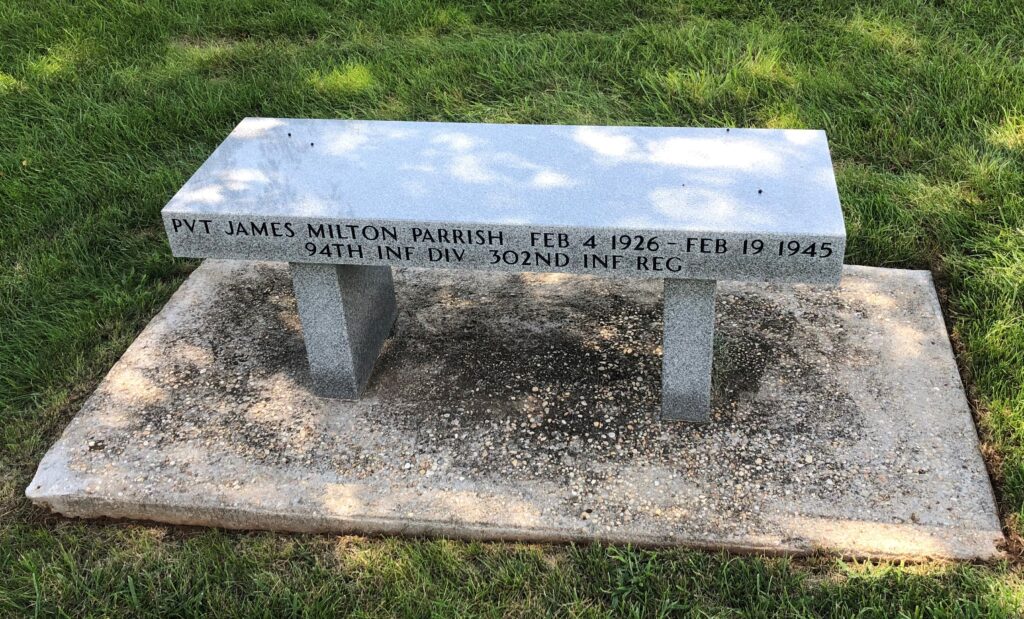 PVT JAMES MILTON PARRISH FEB 4 1926 - FEB 19 1945
94TH INF DIV 302ND INF REG